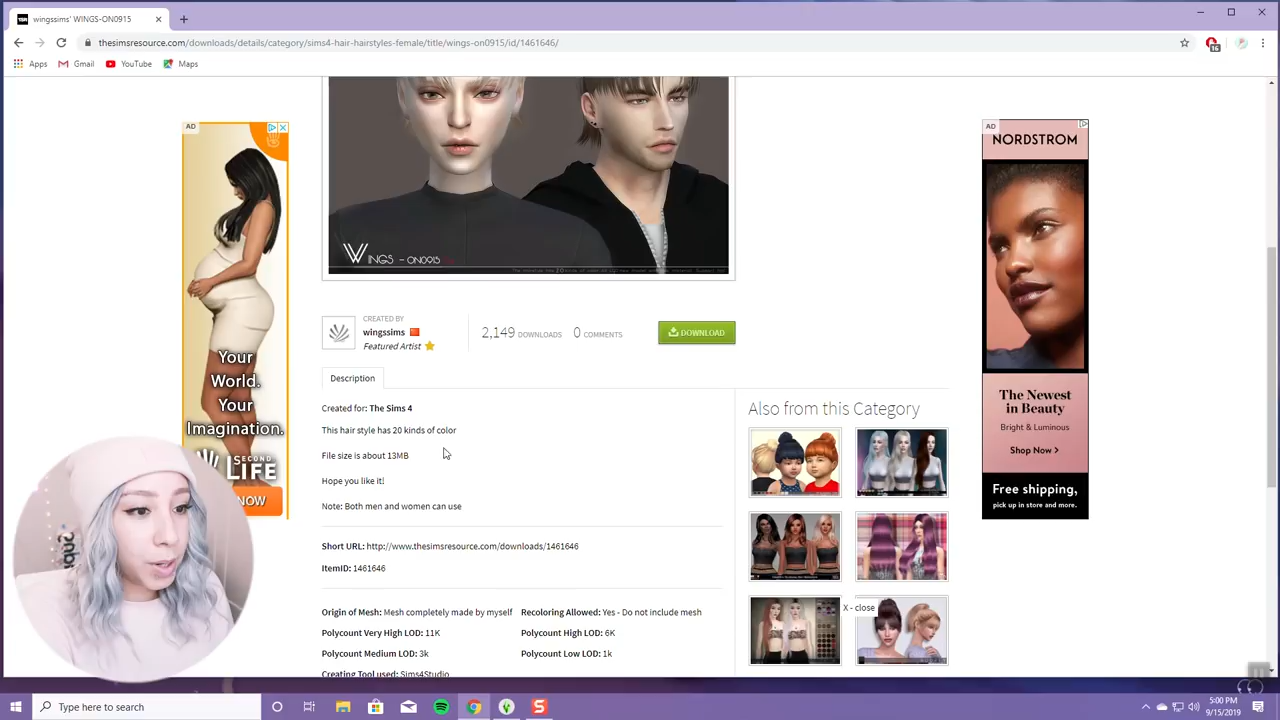 wingssims' WINGS-ON0915
thesimsresource.com/downloads/details/category/sims4-hair-hairstyles-female/title/wings-on0915/id/1461646/
16
Apps
Gmail
YouTube
Maps
AD
Your
World.
Your
Imagination.
SECOND
LIFE
NOW
WINGS - ON0915
CREATED BY
wingssims
Featured Artist
2,149 DOWNLOADS
0 COMMENTS
DOWNLOAD
Description
Created for: The Sims 4
This hair style has 20 kinds of color
File size is about 13MB
Hope you like it!
Note: Both men and women can use
Short URL: http://www.thesimsresource.com/downloads/1461646
ItemID: 1461646
Origin of Mesh: Mesh completely made by myself
Recoloring Allowed: Yes - Do not include mesh
Polycount Very High LOD: 11K
Polycount High LOD: 6K
Polycount Medium LOD: 3k
Polycount Low LOD: 1k
Creating Tool used: Sims4Studio
Also from this Category
X - close
AD
NORDSTROM
The Newest
in Beauty
Bright & Luminous
Shop Now >
Free shipping,
pick up in store and more.
Type here to search
5:00 PM
9/15/2019